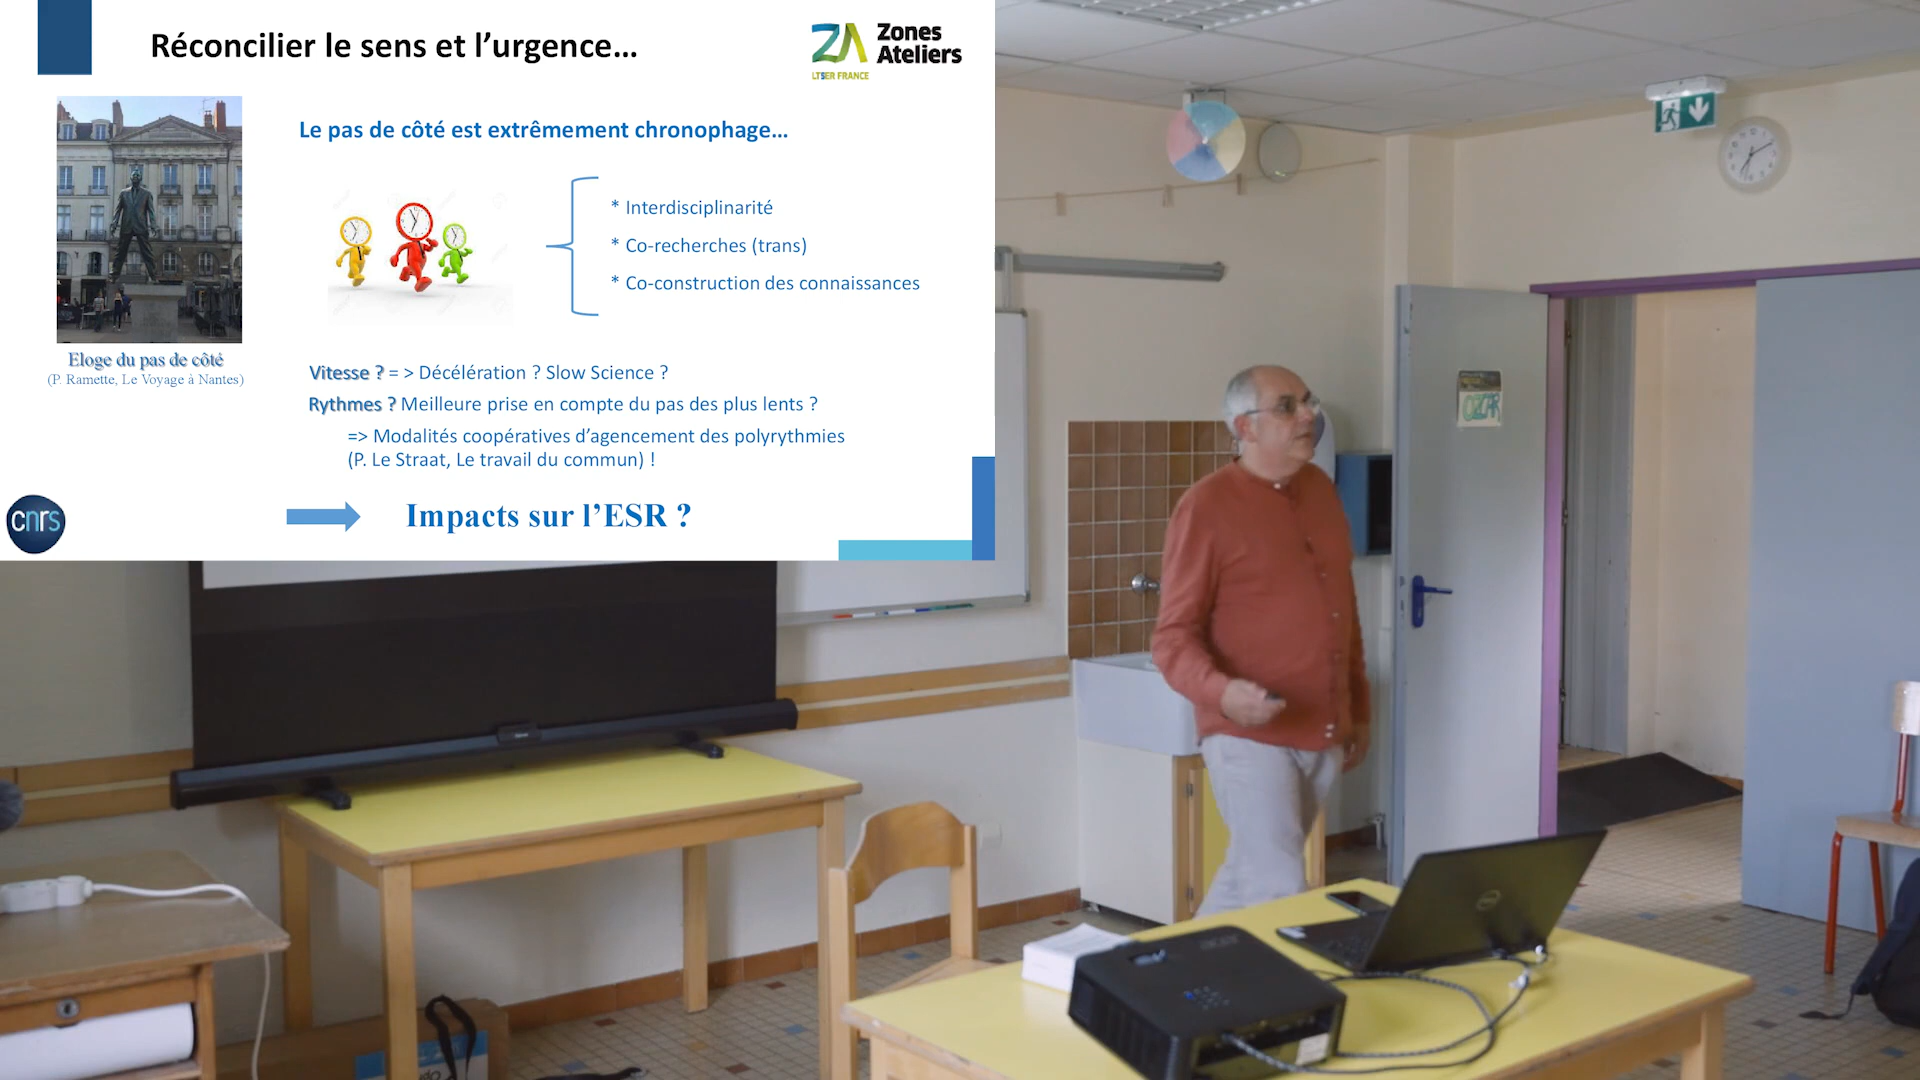 Réconcilier le sens et l’urgence…
Zones
Ateliers
LTSER FRANCE
Le pas de côté est extrêmement chronophage…
* Interdisciplinarité
* Co-recherches (trans)
* Co-construction des connaissances
Eloge du pas de côté
(P. Ramette, Le Voyage à Nantes)
Vitesse ? = > Décélération ? Slow Science ?
Rythmes ? Meilleure prise en compte du pas des plus lents ?
=> Modalités coopératives d’agencement des polyrythmies
(P. Le Straat, Le travail du commun) !
cnrs
Impacts sur l’ESR ?
OZCAR
DELL
acer